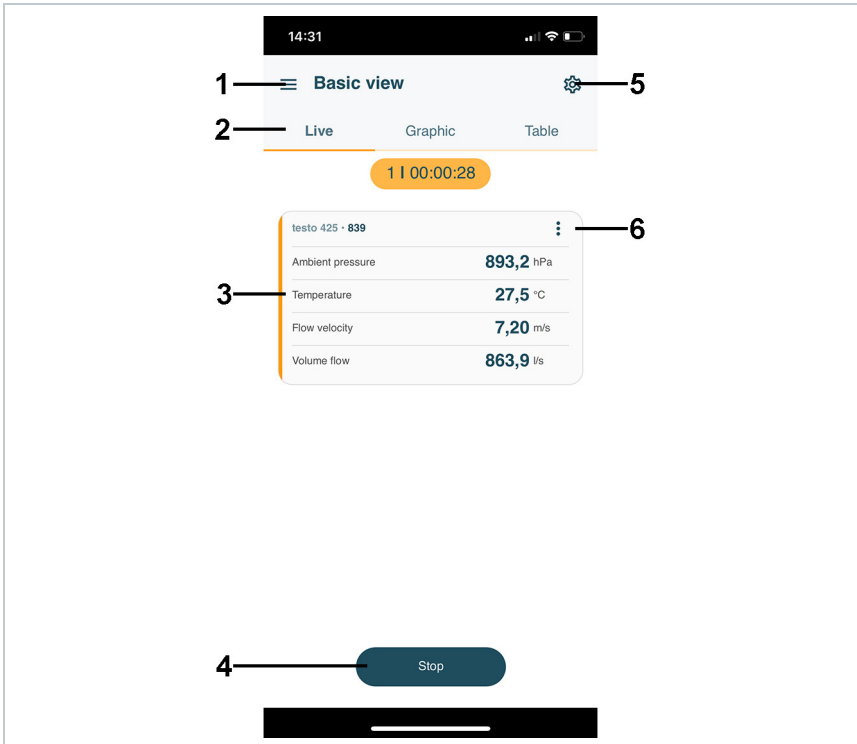 14:31
1 Basic view 5
2 Live Graphic Table
1 I 00:00:28
testo 425 · 839 6
Ambient pressure 893,2 hPa
3 Temperature 27,5 °C
Flow velocity 7,20 m/s
Volume flow 863,9 l/s
4 Stop